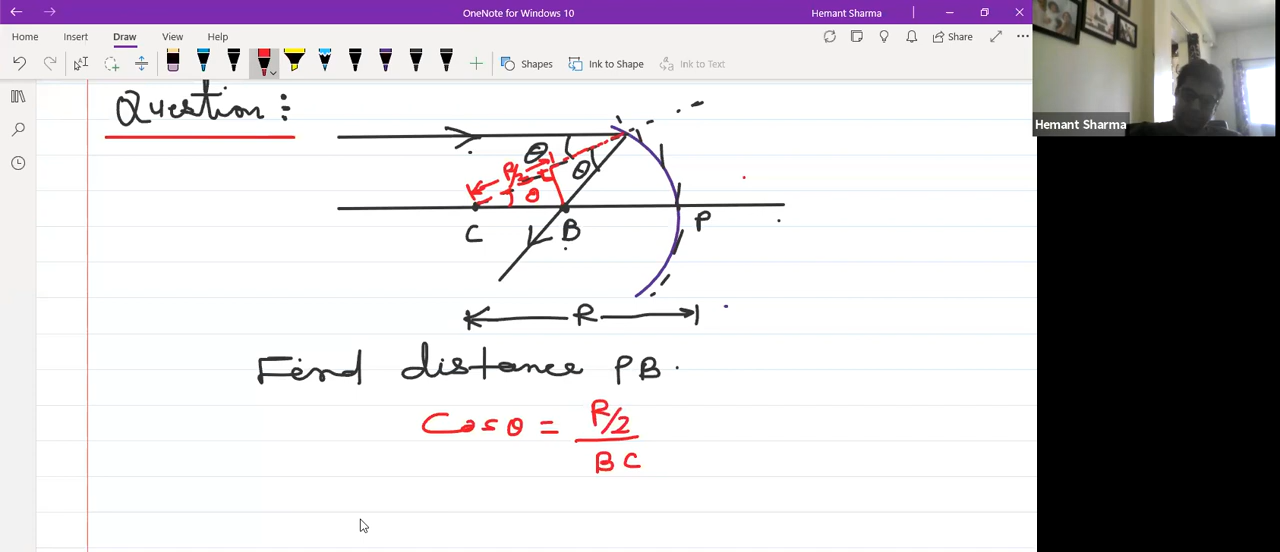 OneNote for Windows 10
Hemant Sharma
Home Insert Draw View Help
Share
Shapes
Ink to Shape
Ink to Text
Question :
θ
θ
R/2
θ
C
B
P
R
Hemant Sharma
Find distance PB.
Cosθ = R/2
BC